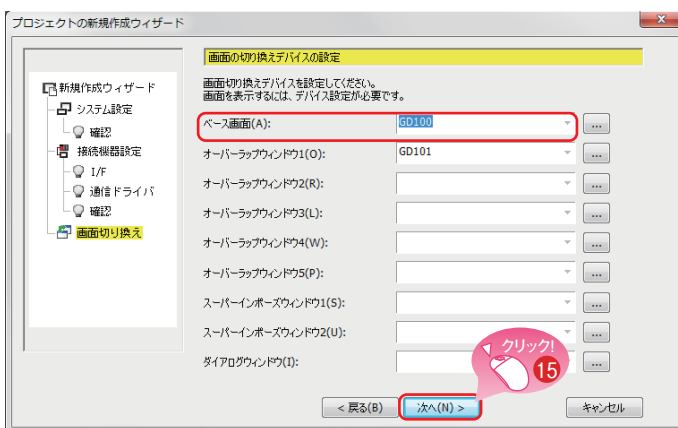 プロジェクトの新規作成ウィザード
画面の切り換えデバイスの設定
新規作成ウィザード
システム設定
確認
接続機器設定
I/F
通信ドライバ
確認
画面切り換え
画面切り換えデバイスを設定してください。
画面を表示するには、デバイス設定が必要です。
ベース画面(A):
GD100
...
オーバーラップウィンドウ1(O):
GD101
...
オーバーラップウィンドウ2(R):
...
オーバーラップウィンドウ3(L):
...
オーバーラップウィンドウ4(W):
...
オーバーラップウィンドウ5(P):
...
スーパーインポーズウィンドウ1(S):
...
スーパーインポーズウィンドウ2(U):
...
ダイアログウィンドウ(I):
...
クリック!
15
< 戻る(B)
次へ(N) >
キャンセル